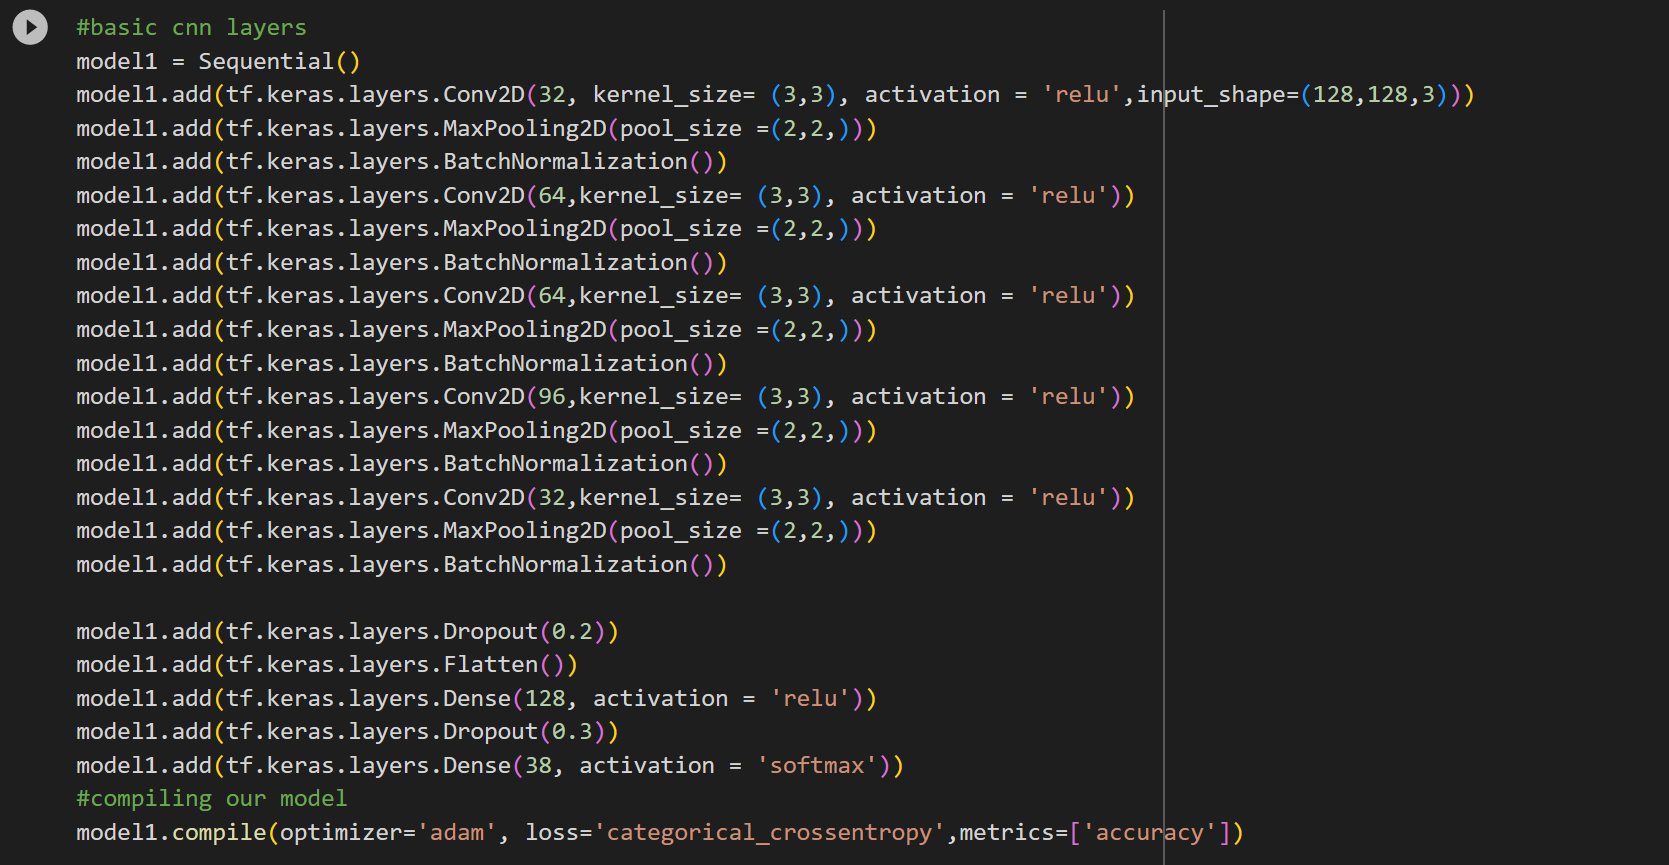 #basic cnn layers
model1 = Sequential()
model1.add(tf.keras.layers.Conv2D(32, kernel_size= (3,3), activation = 'relu',input_shape=(128,128,3)))
model1.add(tf.keras.layers.MaxPooling2D(pool_size =(2,2,)))
model1.add(tf.keras.layers.BatchNormalization())
model1.add(tf.keras.layers.Conv2D(64,kernel_size= (3,3), activation = 'relu'))
model1.add(tf.keras.layers.MaxPooling2D(pool_size =(2,2,)))
model1.add(tf.keras.layers.BatchNormalization())
model1.add(tf.keras.layers.Conv2D(64,kernel_size= (3,3), activation = 'relu'))
model1.add(tf.keras.layers.MaxPooling2D(pool_size =(2,2,)))
model1.add(tf.keras.layers.BatchNormalization())
model1.add(tf.keras.layers.Conv2D(96,kernel_size= (3,3), activation = 'relu'))
model1.add(tf.keras.layers.MaxPooling2D(pool_size =(2,2,)))
model1.add(tf.keras.layers.BatchNormalization())
model1.add(tf.keras.layers.Conv2D(32,kernel_size= (3,3), activation = 'relu'))
model1.add(tf.keras.layers.MaxPooling2D(pool_size =(2,2,)))
model1.add(tf.keras.layers.BatchNormalization())

model1.add(tf.keras.layers.Dropout(0.2))
model1.add(tf.keras.layers.Flatten())
model1.add(tf.keras.layers.Dense(128, activation = 'relu'))
model1.add(tf.keras.layers.Dropout(0.3))
model1.add(tf.keras.layers.Dense(38, activation = 'softmax'))
#compiling our model
model1.compile(optimizer='adam', loss='categorical_crossentropy',metrics=['accuracy'])